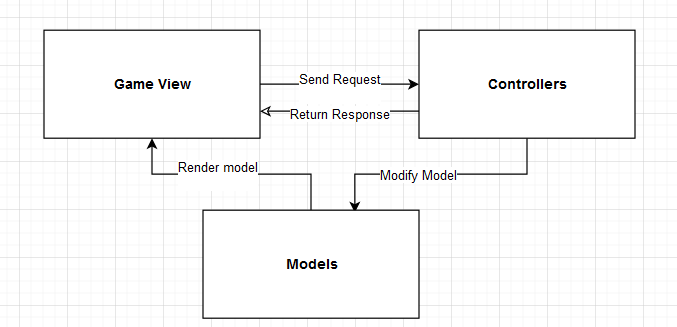 Game View
Send Request
Controllers
Return Response
Render model
Modify Model
Models